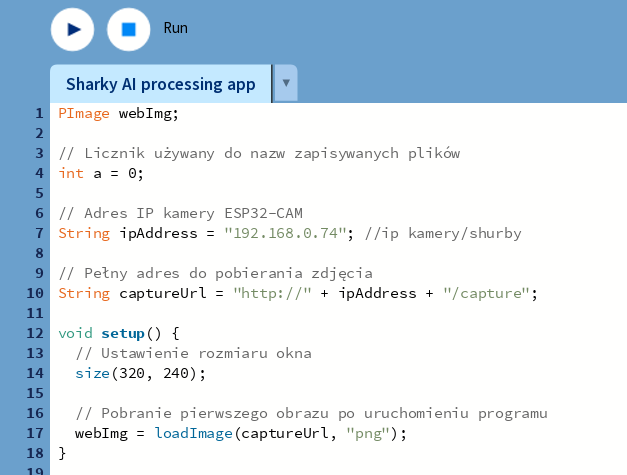 Run
Sharky AI processing app
1 PImage webImg;
2
3 // Licznik używany do nazw zapisywanych plików
4 int a = 0;
5
6 // Adres IP kamery ESP32-CAM
7 String ipAddress = "192.168.0.74"; //ip kamery/shurby
8
9 // Pełny adres do pobierania zdjęcia
10 String captureUrl = "http://" + ipAddress + "/capture";
11
12 void setup() {
13 // Ustawienie rozmiaru okna
14 size(320, 240);
15
16 // Pobranie pierwszego obrazu po uruchomieniu programu
17 webImg = loadImage(captureUrl, "png");
18 }
19